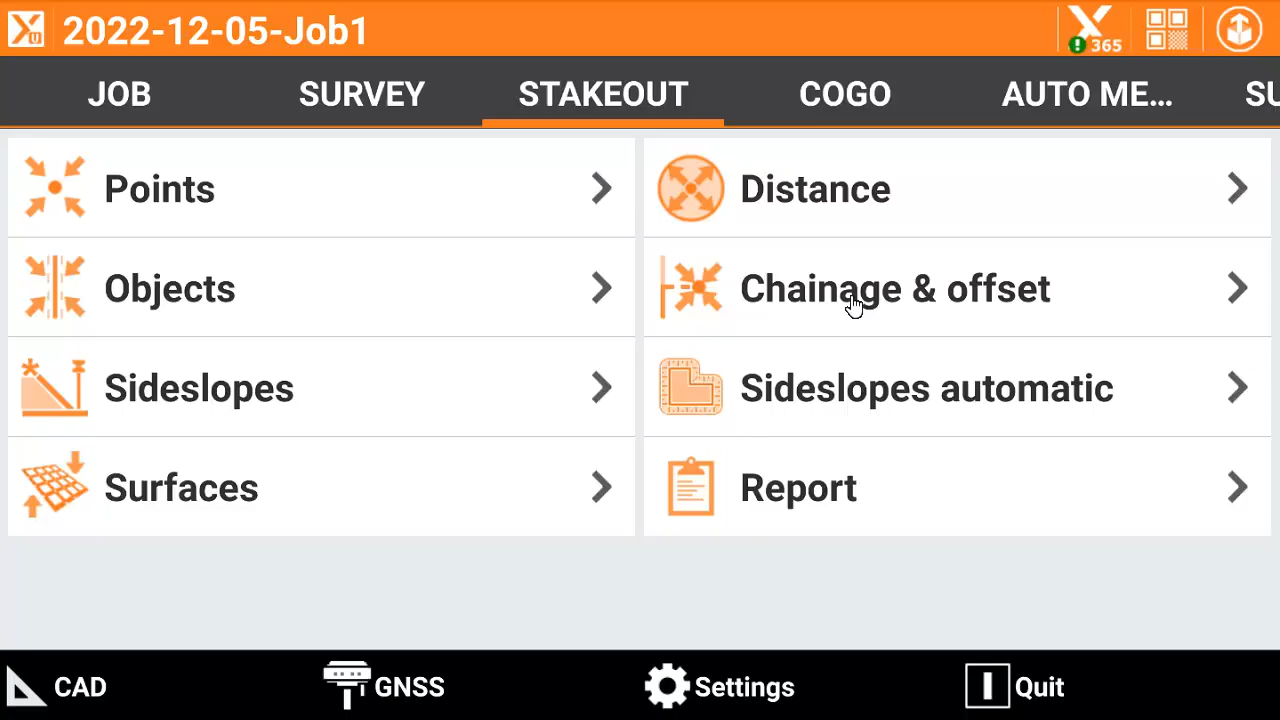 2022-12-05-Job1
365
JOB
SURVEY
STAKEOUT
COGO
AUTO ME...
SU
Points
Distance
Objects
Chainage & offset
Sideslopes
Sideslopes automatic
Surfaces
Report
CAD
GNSS
Settings
Quit